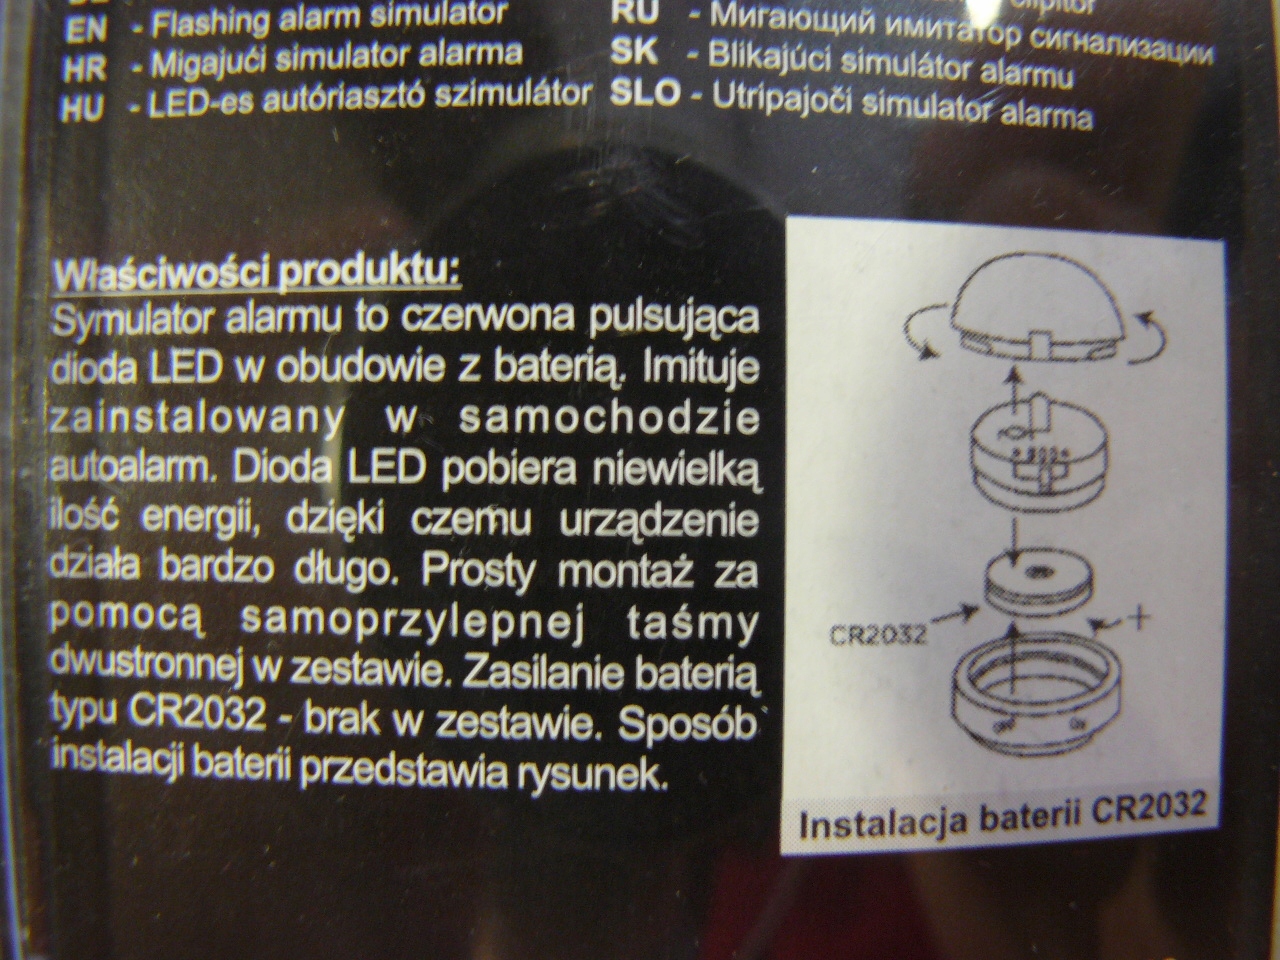 EN - Flashing alarm simulator
HR - Migajući simulator alarma
HU - LED-es autóriasztó szimulátor
RU - Мигающий имитатор сигнализации
SK - Blikajúci simulátor alarmu
SLO - Utripajoči simulator alarma
Właściwości produktu:
Symulator alarmu to czerwona pulsująca
dioda LED w obudowie z baterią. Imituje
zainstalowany w samochodzie
autoalarm. Dioda LED pobiera niewielką
ilość energii, dzięki czemu urządzenie
działa bardzo długo. Prosty montaż za
pomocą samoprzylepnej taśmy
dwustronnej w zestawie. Zasilanie baterią
typu CR2032 - brak w zestawie. Sposób
instalacji baterii przedstawia rysunek.
CR2032
+
Instalacja baterii CR2032